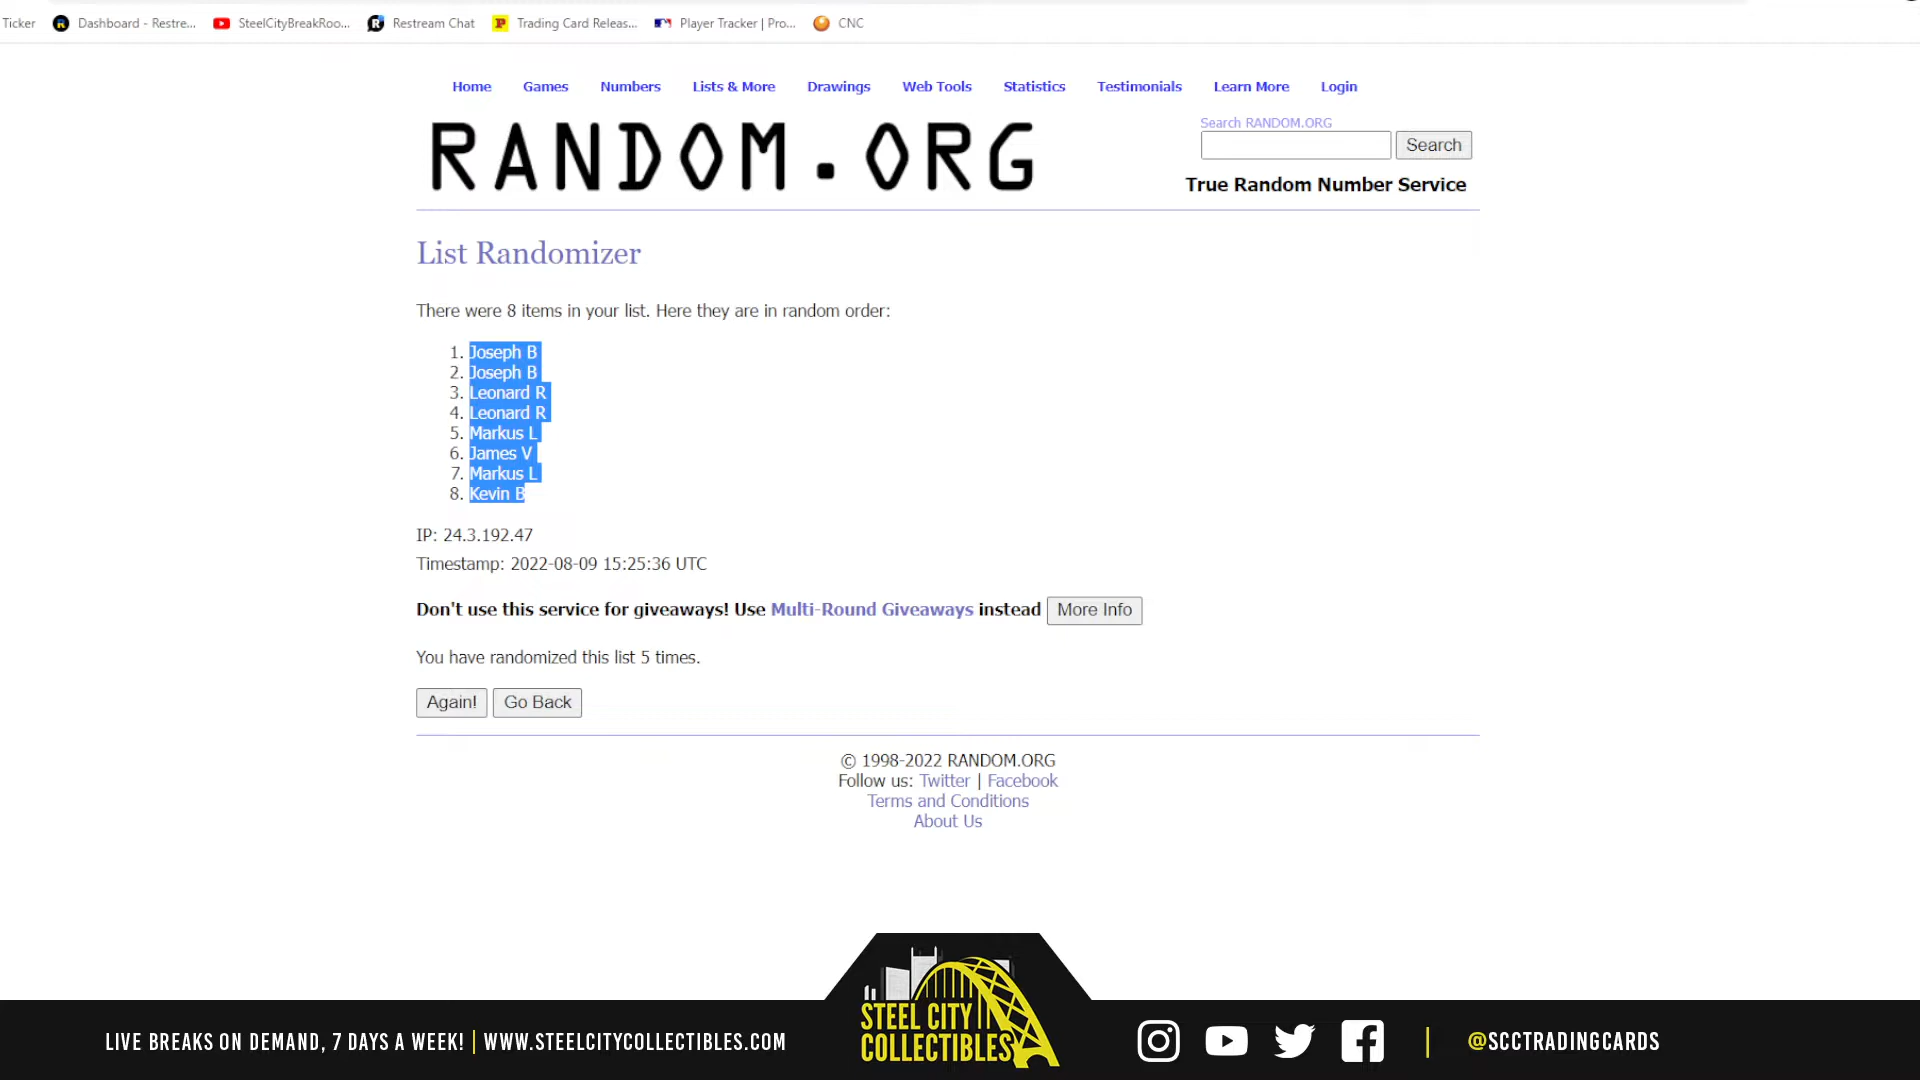 Ticker Dashboard - Restre... SteelCityBreakRoo... Restream Chat Trading Card Releas... Player Tracker | Pro... CNC
Home Games Numbers Lists & More Drawings Web Tools Statistics Testimonials Learn More Login
RANDOM.ORG
Search RANDOM.ORG
Search
True Random Number Service
List Randomizer
There were 8 items in your list. Here they are in random order:
1. Joseph B
2. Joseph B
3. Leonard R
4. Leonard R
5. Markus L
6. James V
7. Markus L
8. Kevin B
IP: 24.3.192.47
Timestamp: 2022-08-09 15:25:36 UTC
Don't use this service for giveaways! Use Multi-Round Giveaways instead More Info
You have randomized this list 5 times.
Again! Go Back
© 1998-2022 RANDOM.ORG
Follow us: Twitter | Facebook
Terms and Conditions
About Us
LIVE BREAKS ON DEMAND, 7 DAYS A WEEK! | WWW.STEELCITYCOLLECTIBLES.COM
STEEL CITY
COLLECTIBLES
| @SCCTRADINGCARDS